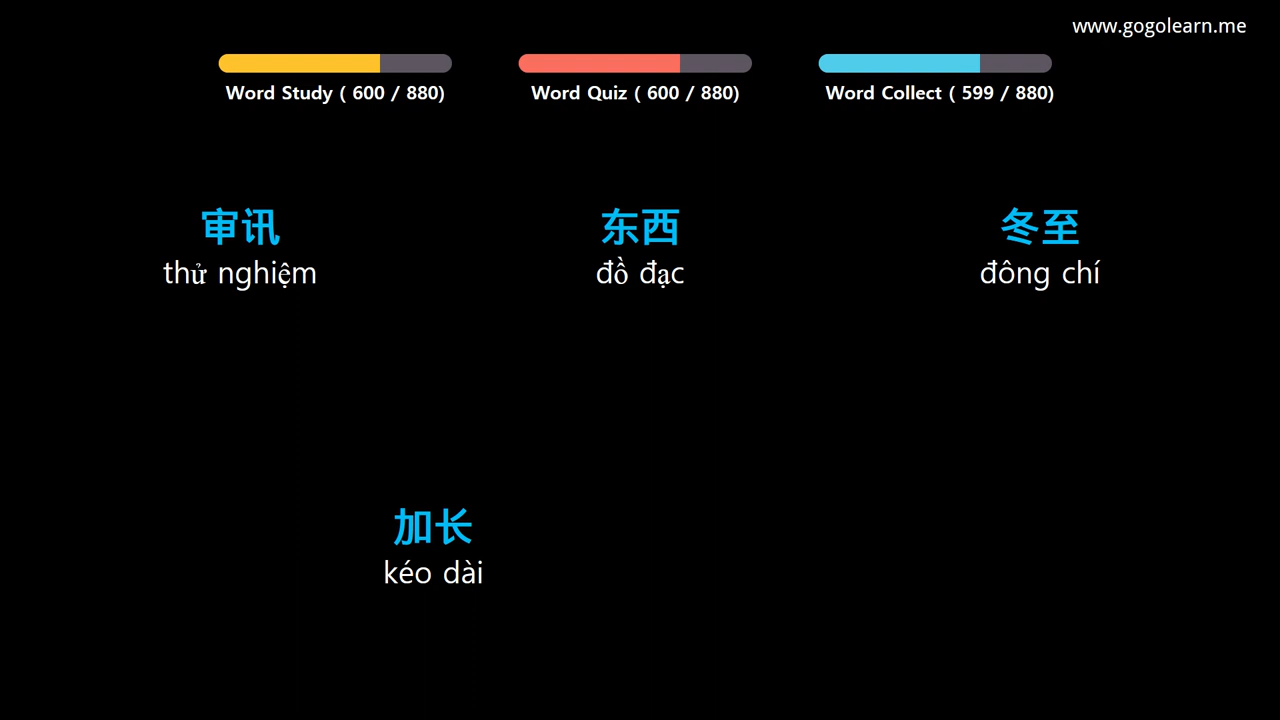 www.gogolearn.me
Word Study ( 600 / 880)
Word Quiz ( 600 / 880)
Word Collect ( 599 / 880)
审讯
thử nghiệm
东西
đồ đạc
冬至
đông chí
加长
kéo dài